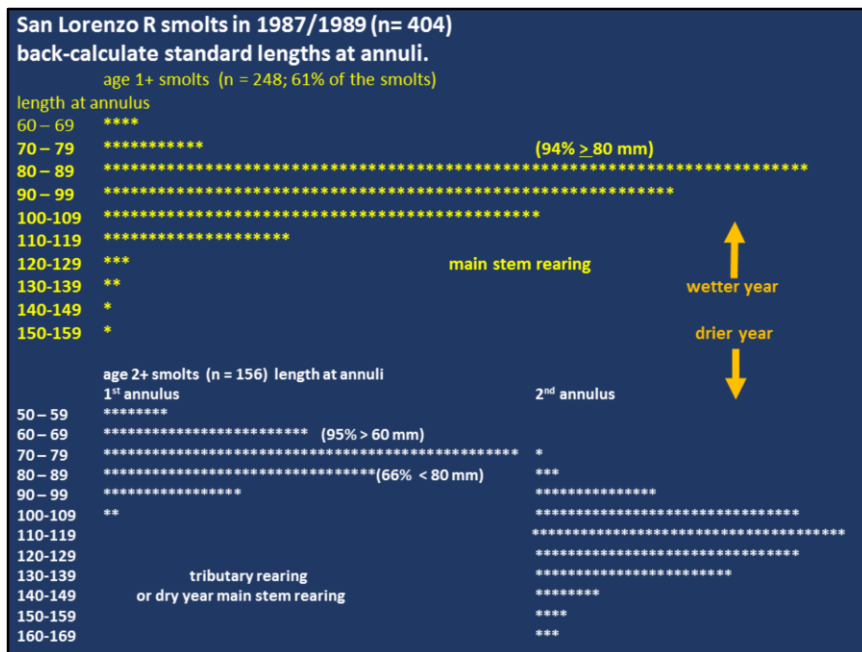 San Lorenzo R smolts in 1987/1989 (n= 404)
back-calculate standard lengths at annuli.
age 1+ smolts (n = 248; 61% of the smolts)
length at annulus
60 – 69
70 – 79 (94% ≥ 80 mm)
80 – 89
90 – 99
100-109
110-119
120-129 main stem rearing
130-139 wetter year
140-149
150-159 drier year
age 2+ smolts (n = 156) length at annuli
1st annulus 2nd annulus
50 – 59
60 – 69 (95% > 60 mm)
70 – 79
80 – 89 (66% < 80 mm)
90 – 99
100-109
110-119
120-129
130-139 tributary rearing
140-149 or dry year main stem rearing
150-159
160-169